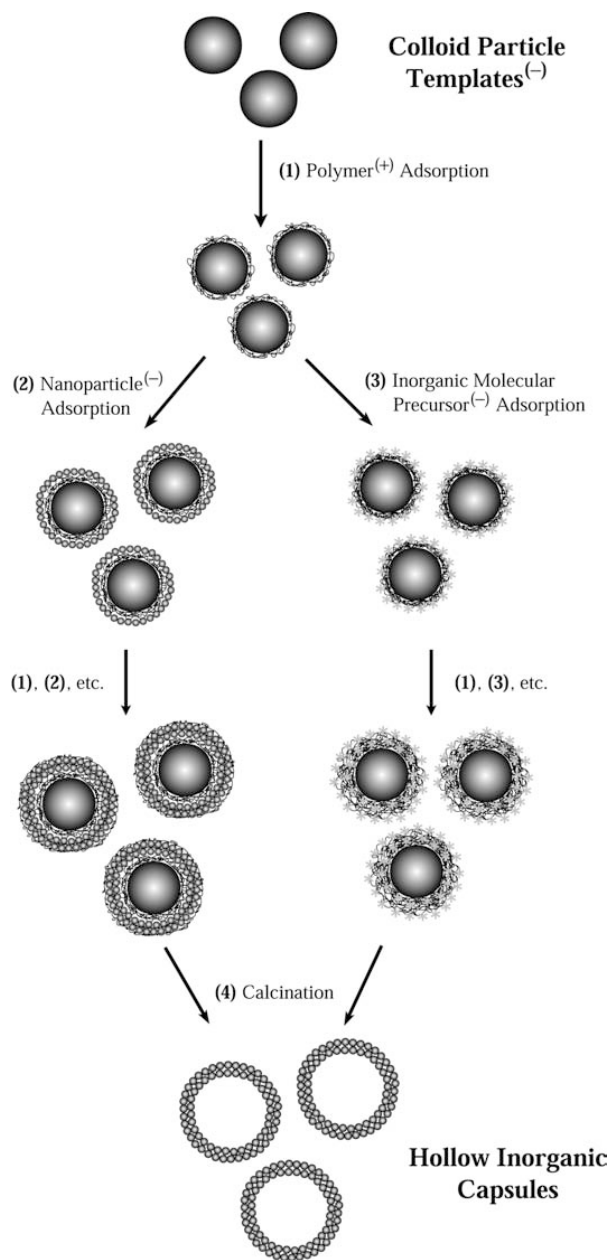 Colloid Particle
Templates(–)
(1) Polymer(+) Adsorption
(2) Nanoparticle(–)
Adsorption
(3) Inorganic Molecular
Precursor(–) Adsorption
(1), (2), etc.
(1), (3), etc.
(4) Calcination
Hollow Inorganic
Capsules